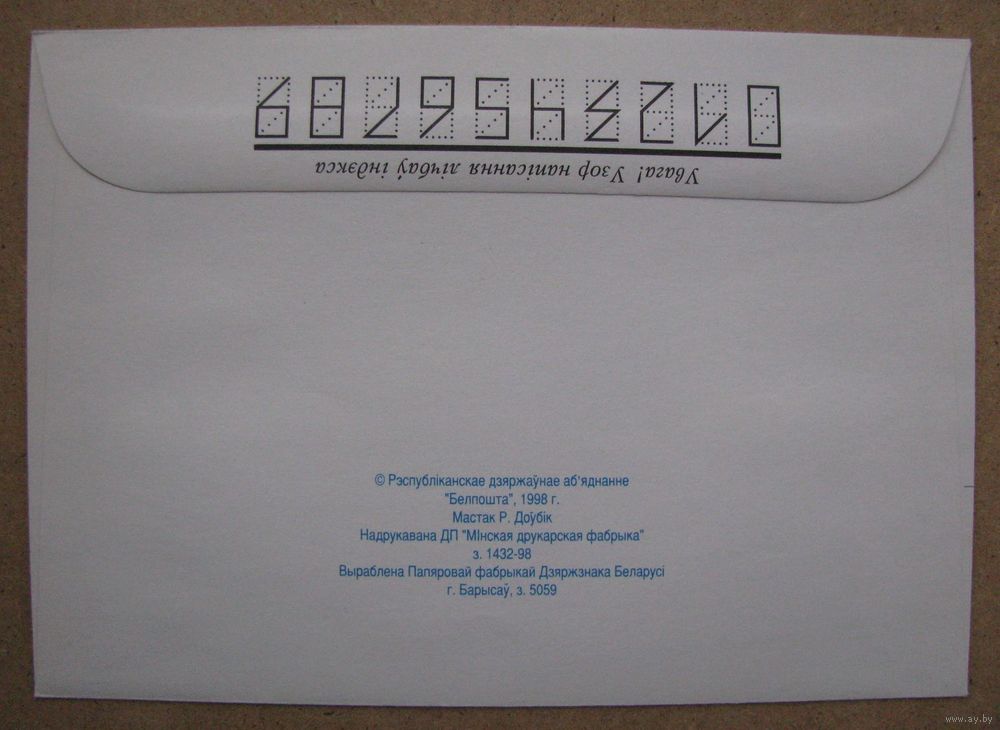 Увага! Узор напісання лічбаў індэкса
0123456789
© Рэспубліканскае дзяржаўнае аб'яднанне
"Белпошта", 1998 г.
Мастак Р. Доўбік
Надрукавана ДП "МІнская друкарская фабрыка"
з. 1432-98
Выраблена Папяровай фабрыкай Дзяржзнака Беларусі
г. Барысаў, з. 5059
www.ay.by